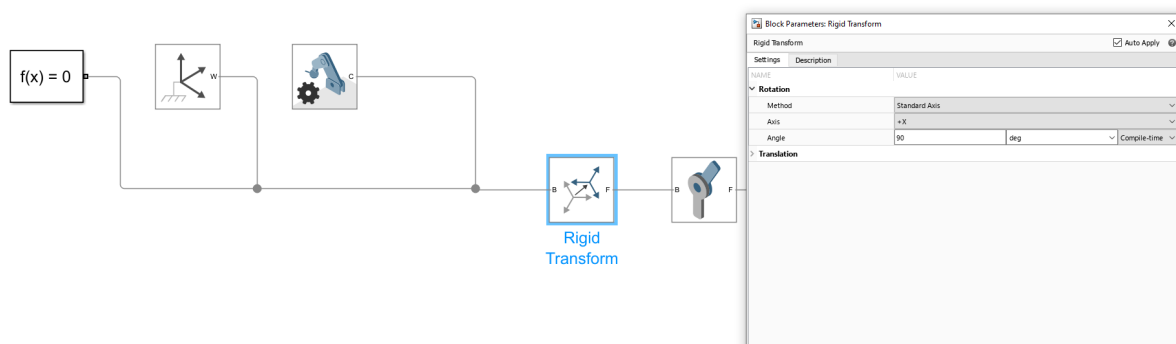 f(x) = 0
W
C
B
F
Rigid
Transform
B
F
Block Parameters: Rigid Transform
Rigid Transform
Auto Apply
Settings Description
NAME VALUE
Rotation
Method Standard Axis
Axis +X
Angle 90 deg Compile-time
Translation